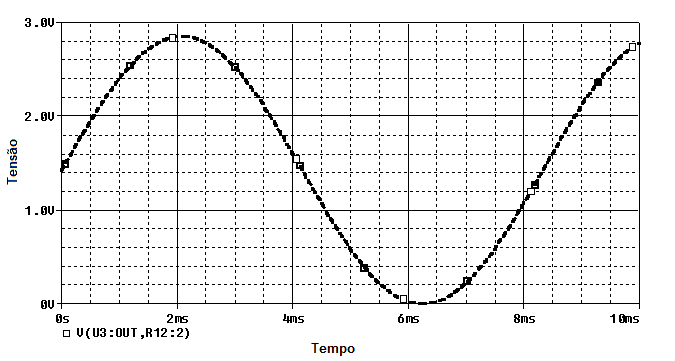 3.0V
2.0V
Tensão
1.0V
0V
0s 2ms 4ms 6ms 8ms 10ms
V(U3:OUT,R12:2)
Tempo